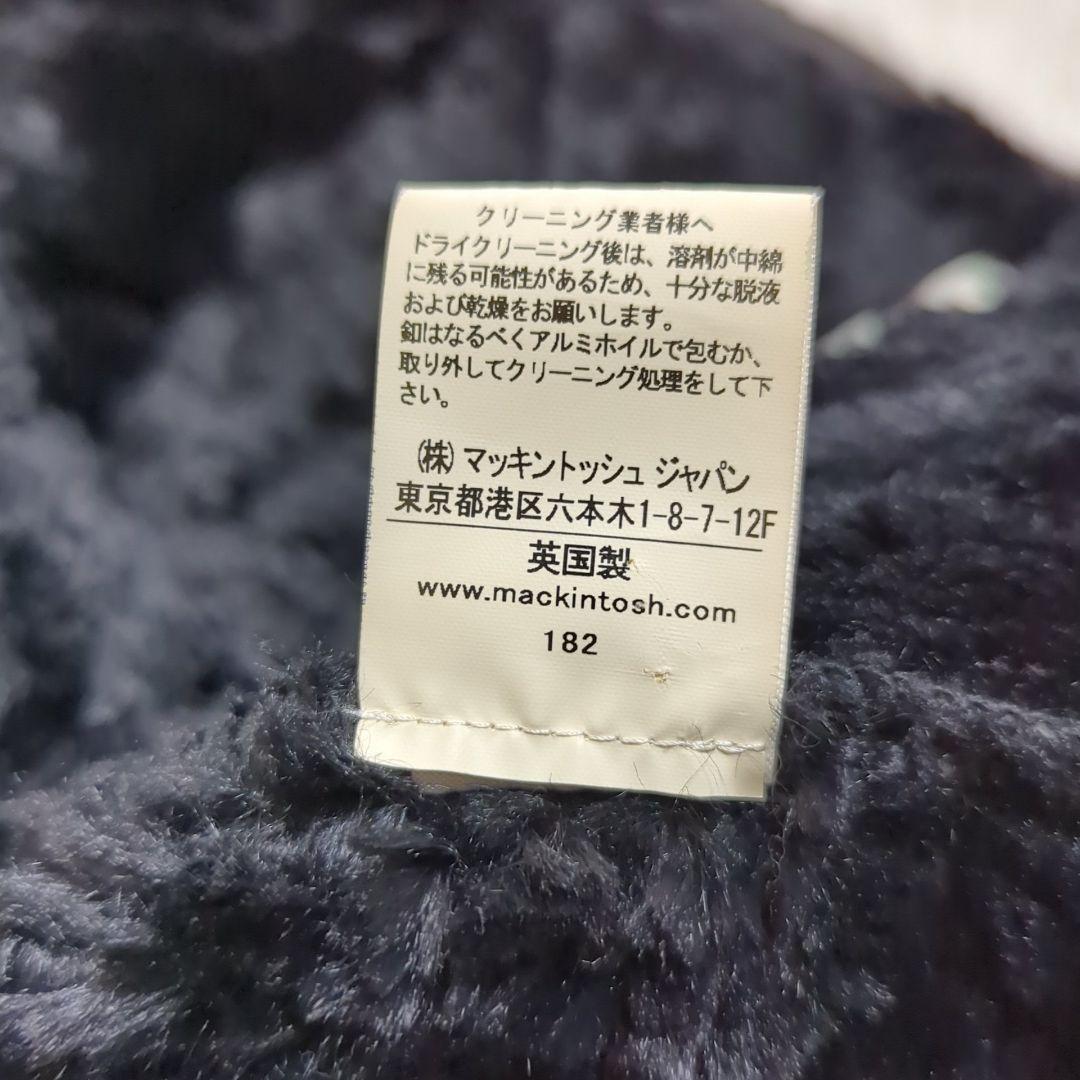 クリーニング業者様へ
ドライクリーニング後は、溶剤が中綿
に残る可能性があるため、十分な脱液
および乾燥をお願いします。
釦はなるべくアルミホイルで包むか、
取り外してクリーニング処理をして下
さい。
(株)マッキントッシュ ジャパン
東京都港区六本木1-8-7-12F
英国製
www.mackintosh.com
182